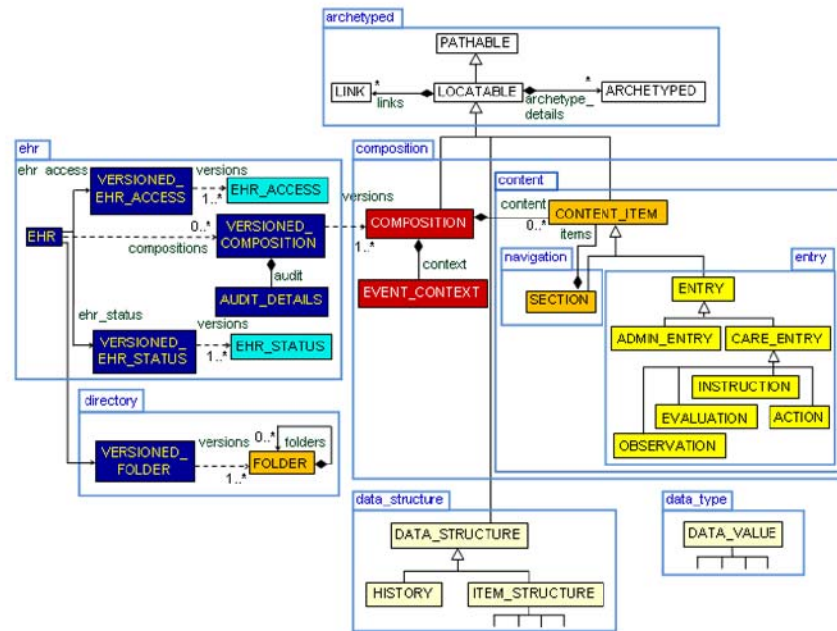 archetyped
PATHABLE
LINK
*
links
LOCATABLE
*
archetype_
details
ARCHETYPED
ehr
ehr_access
VERSIONED_
EHR_ACCESS
versions
1..*
EHR_ACCESS
EHR
0..*
compositions
VERSIONED_
COMPOSITION
audit
AUDIT_DETAILS
ehr_status
VERSIONED_
EHR_STATUS
versions
1..*
EHR_STATUS
composition
versions
1..*
COMPOSITION
context
EVENT_CONTEXT
content
content
0..*
CONTENT_ITEM
items
navigation
SECTION
entry
ENTRY
ADMIN_ENTRY
CARE_ENTRY
INSTRUCTION
EVALUATION
ACTION
OBSERVATION
directory
VERSIONED_
FOLDER
versions
1..*
0..*
folders
FOLDER
data_structure
DATA_STRUCTURE
HISTORY
ITEM_STRUCTURE
data_type
DATA_VALUE